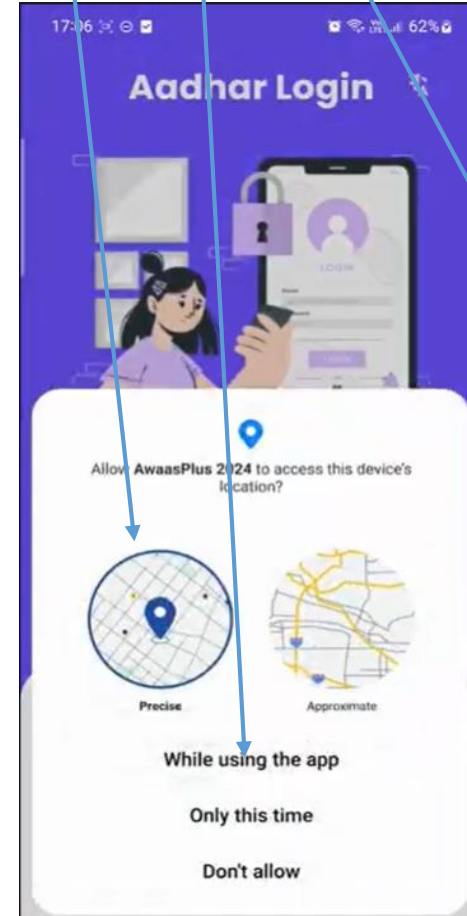 17:06
62%
Aadhar Login
LOGIN
Allow AwaasPlus 2024 to access this device's
location?
Precise
Approximate
While using the app
Only this time
Don't allow